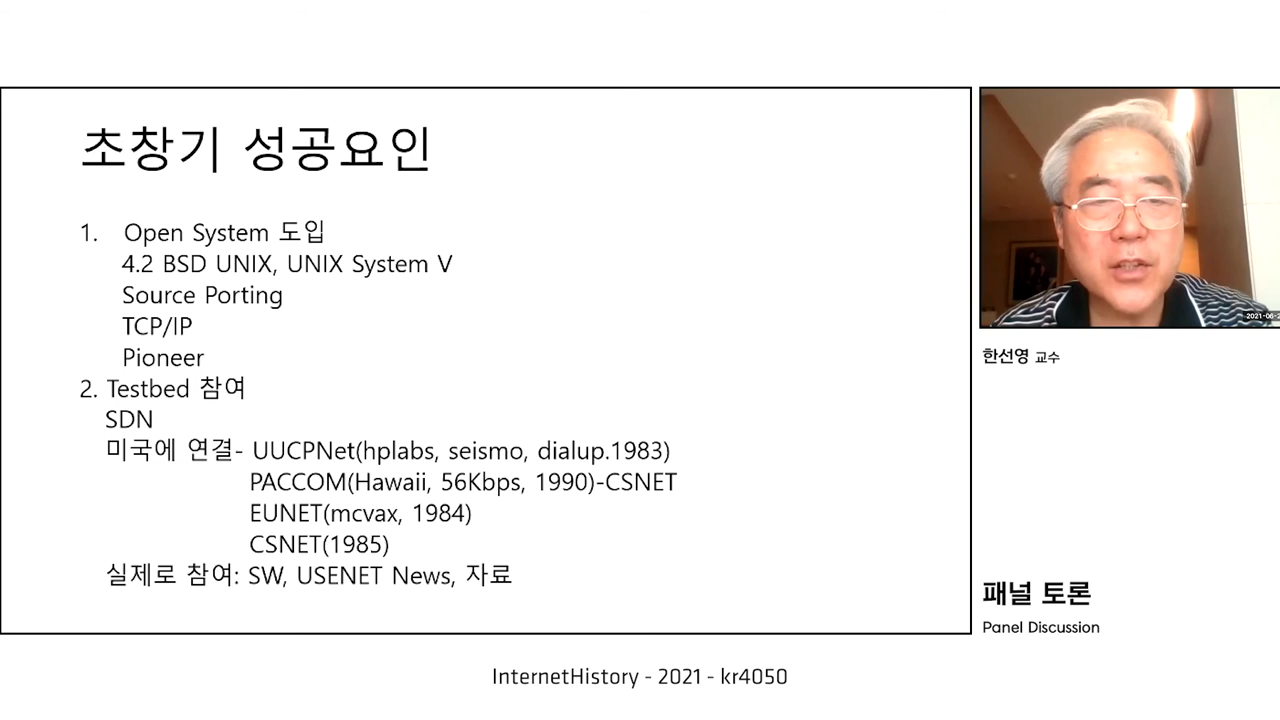 초창기 성공요인
1. Open System 도입
4.2 BSD UNIX, UNIX System V
Source Porting
TCP/IP
Pioneer
2. Testbed 참여
SDN
미국에 연결- UUCPNet(hplabs, seismo, dialup.1983)
PACCOM(Hawaii, 56Kbps, 1990)-CSNET
EUNET(mcvax, 1984)
CSNET(1985)
실제로 참여: SW, USENET News, 자료
한선영 교수
패널 토론
Panel Discussion
InternetHistory - 2021 - kr4050